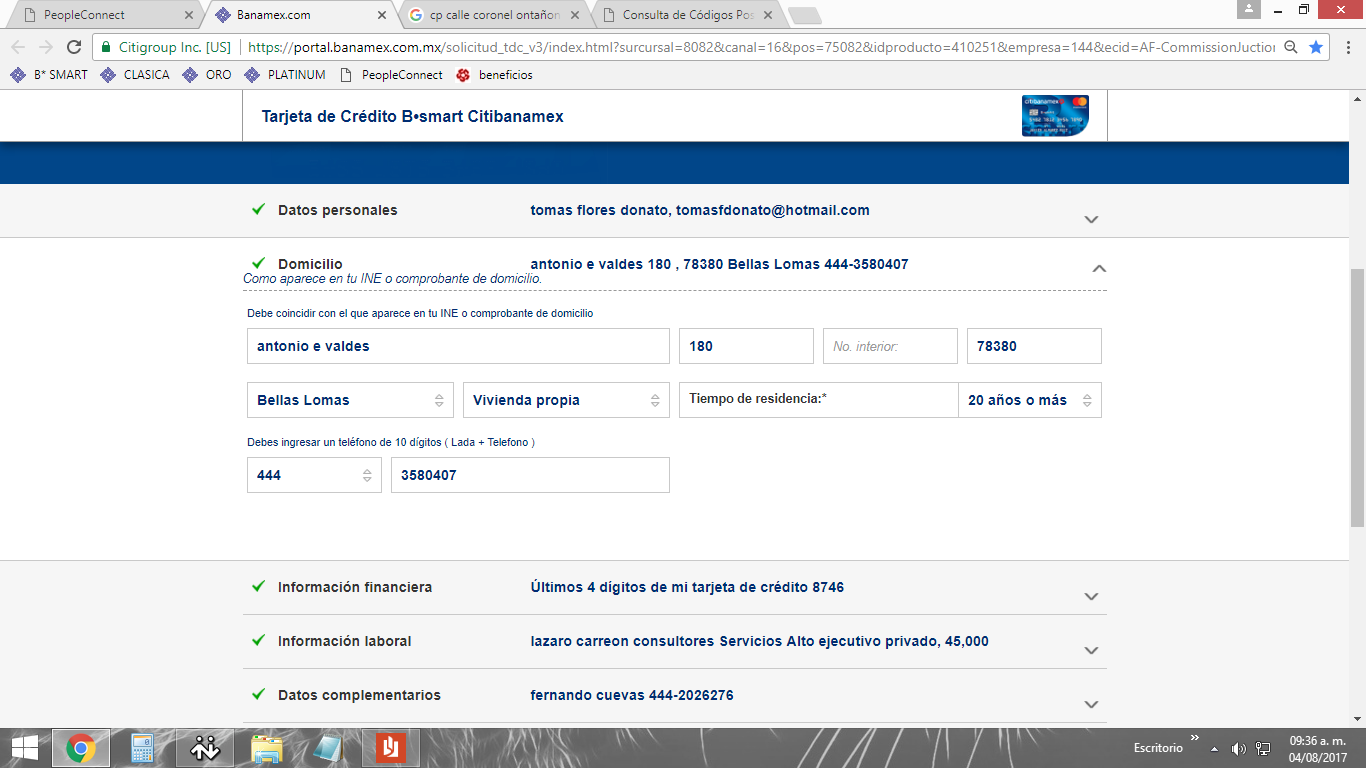 PeopleConnect
Banamex.com
cp calle coronel ontañon
Consulta de Códigos Pos
Citigroup Inc. [US]
https://portal.banamex.com.mx/solicitud_tdc_v3/index.html?sursursal=8082&canal=16&pos=75082&idproducto=410251&empresa=144&ecid=AF-CommissionJuctio
B* SMART
CLASICA
ORO
PLATINUM
PeopleConnect
beneficios
Tarjeta de Crédito B•smart Citibanamex
citibanamex
Datos personales
tomas flores donato, tomasfdonato@hotmail.com
Domicilio
antonio e valdes 180 , 78380 Bellas Lomas 444-3580407
Como aparece en tu INE o comprobante de domicilio.
Debe coincidir con el que aparece en tu INE o comprobante de domicilio
antonio e valdes
180
No. interior:
78380
Bellas Lomas
Vivienda propia
Tiempo de residencia:*
20 años o más
Debes ingresar un teléfono de 10 dígitos ( Lada + Telefono )
444
3580407
Información financiera
Últimos 4 dígitos de mi tarjeta de crédito 8746
Información laboral
lazaro carreon consultores Servicios Alto ejecutivo privado, 45,000
Datos complementarios
fernando cuevas 444-2026276
Escritorio
09:36 a. m.
04/08/2017